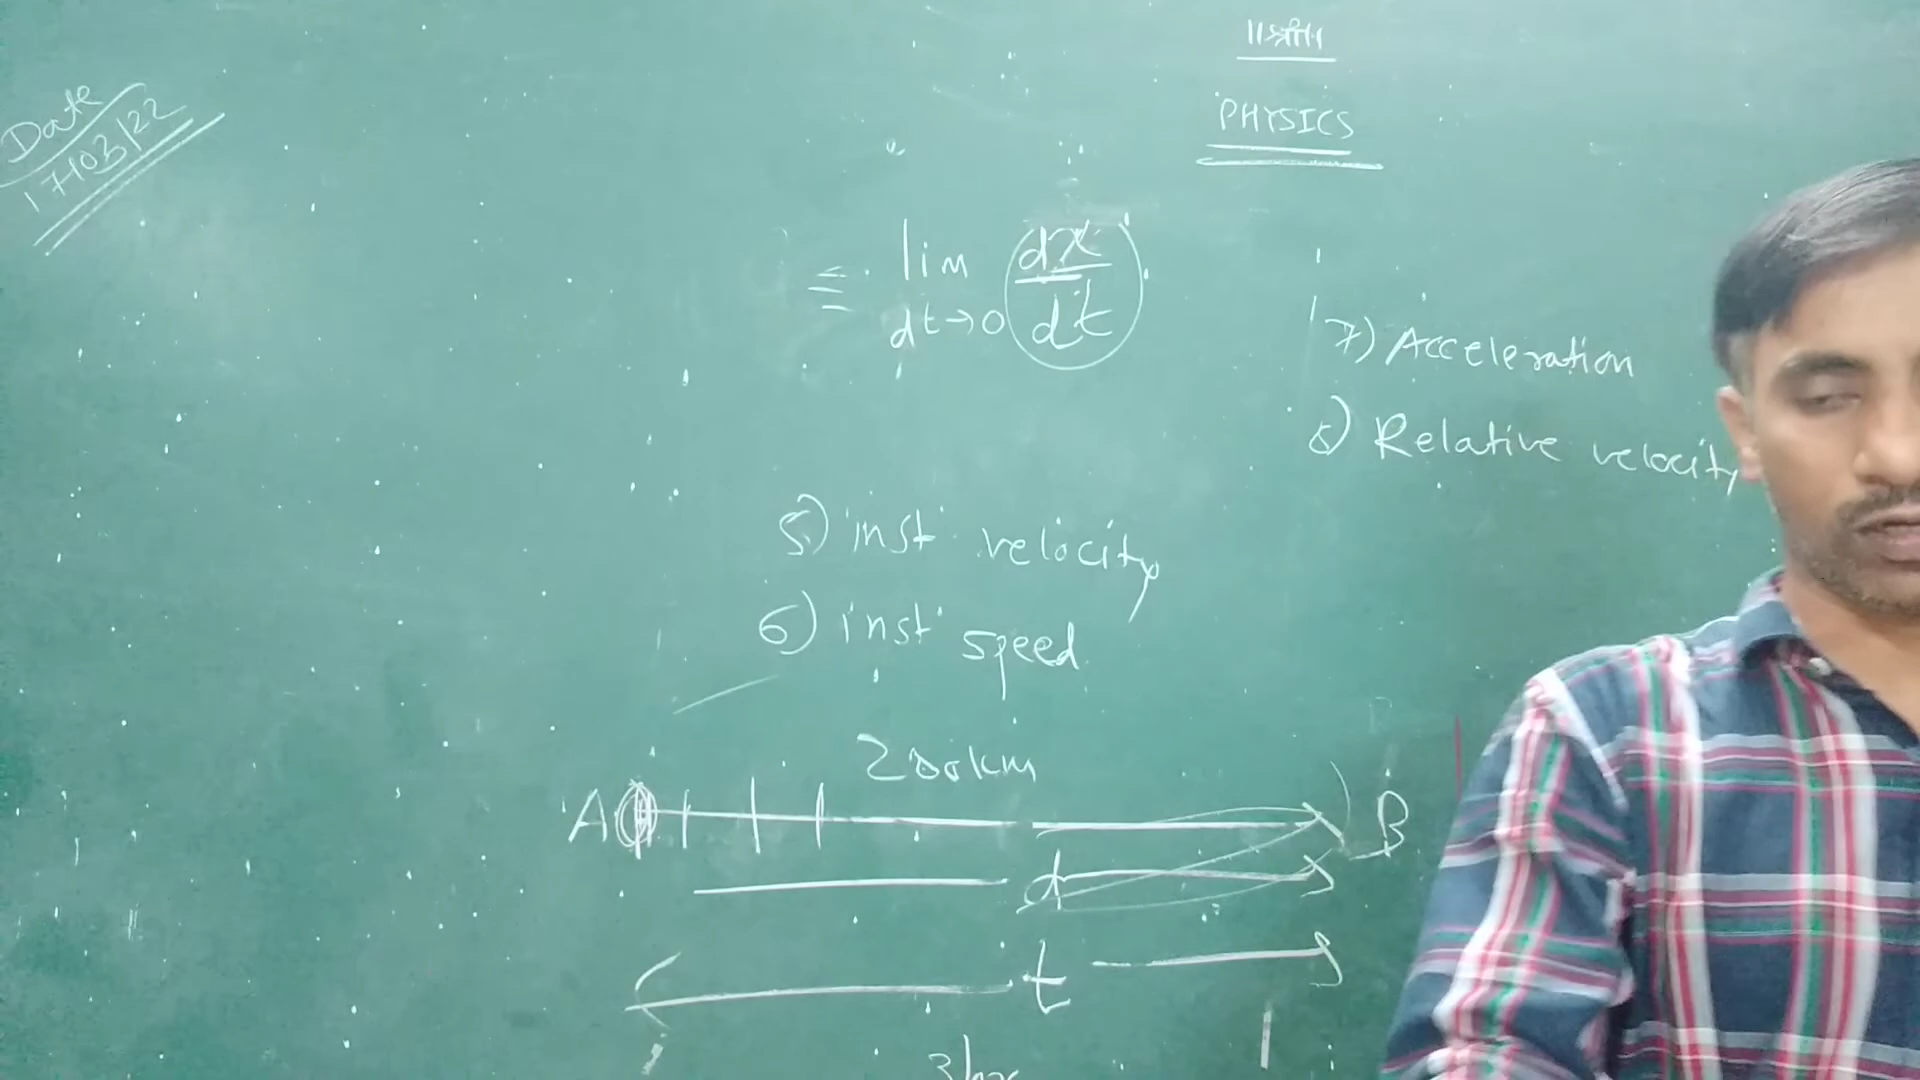 ॥श्री॥
PHYSICS
Date
17/03/22
= lim dx/dt
dt→0
7) Acceleration
8) Relative velocity
5) inst. velocity
6) inst. speed
200km
A B
d
t